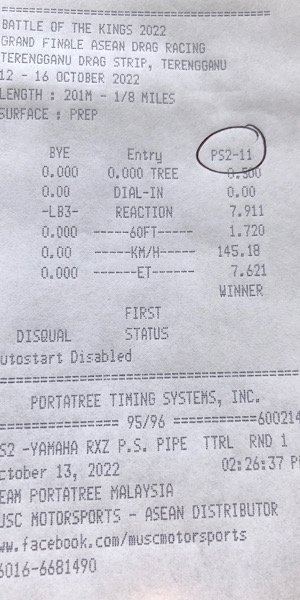 BATTLE OF THE KINGS 2022
GRAND FINALE ASEAN DRAG RACING
TERENGGANU DRAG STRIP, TERENGGANU
12 - 16 OCTOBER 2022
LENGTH : 201M - 1/8 MILES
SURFACE : PREP
BYE Entry PS2-11
0.000 0.000 TREE 0.500
0.00 DIAL-IN 0.00
-LB3- REACTION 7.911
0.000 -----60FT----- 1.720
0.00 -----KM/H----- 145.18
0.000 ------ET------ 7.621
WINNER
FIRST
DISQUAL STATUS
utostart Disabled
PORTATREE TIMING SYSTEMS, INC.
============== 95/96 ===========600214
S2 -YAMAHA RXZ P.S. PIPE TTRL RND 1
ctober 13, 2022 02:26:37 P
EAM PORTATREE MALAYSIA
USC MOTORSPORTS - ASEAN DISTRIBUTOR
ww.facebook.com/muscmotorsports
6016-6681490